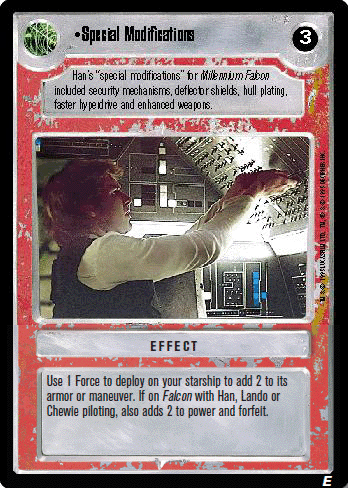 •Special Modifications
3
Han's "special modifications" for Millennium Falcon
included security mechanisms, deflector shields, hull plating,
faster hyperdrive and enhanced weapons.
EFFECT
Use 1 Force to deploy on your starship to add 2 to its
armor or maneuver. If on Falcon with Han, Lando or
Chewie piloting, also adds 2 to power and forfeit.
E